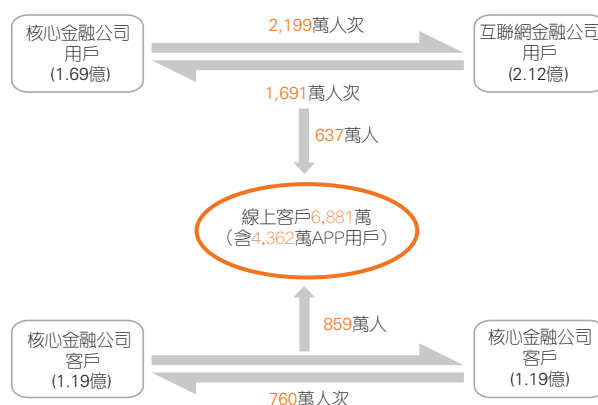 2,199萬人次
核心金融公司
用戶
(1.69億)
互聯網金融公司
用戶
(2.12億)
1,691萬人次
637萬人
線上客戶6,881萬
（含4,362萬APP用戶）
859萬人
核心金融公司
客戶
(1.19億)
核心金融公司
客戶
(1.19億)
760萬人次